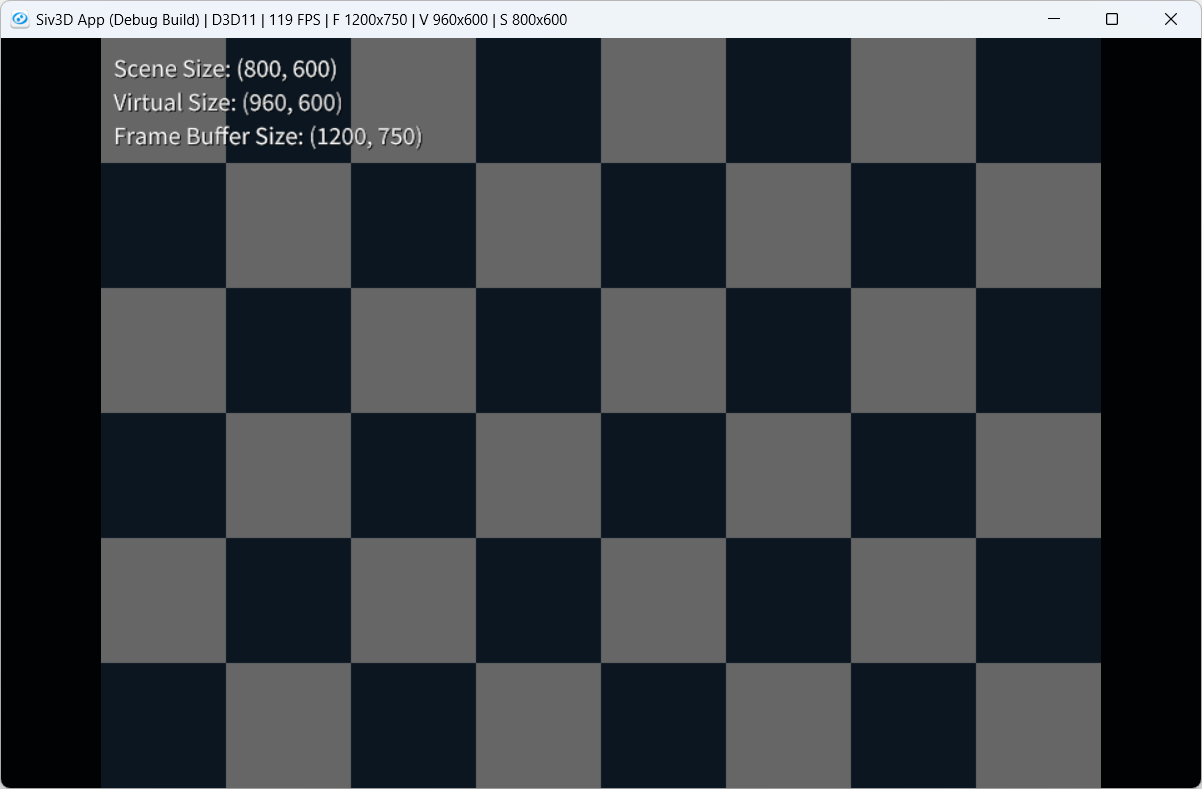 Siv3D App (Debug Build) | D3D11 | 119 FPS | F 1200x750 | V 960x600 | S 800x600
Scene Size: (800, 600)
Virtual Size: (960, 600)
Frame Buffer Size: (1200, 750)